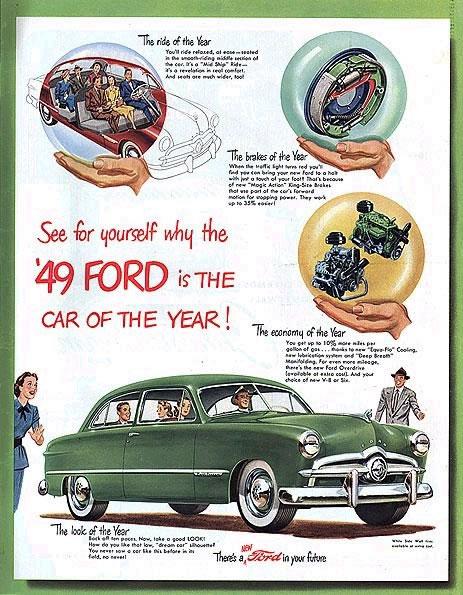 The ride of the Year
You'll ride relaxed, at ease—seated
in the smooth-riding middle section of
the car. It's a "Mid Ship" Ride—
it's a revelation in real comfort.
And seats are much wider, too!
The brakes of the Year
When the traffic light turns red you'll
find you can bring your new Ford to a halt
with just a touch of your foot! That's because
of new "Magic Action" King-Size Brakes
that use part of the car's forward
motion for stopping power. They work
up to 35% easier!
See for yourself why the
'49 FORD is THE
CAR OF THE YEAR!
The economy of the Year
You get up to 10% more miles per
gallon of gas . . . thanks to new "Equa-Flo" Cooling,
new lubrication system and "Deep Breath"
Manifolding. For even more mileage,
there's the new Ford Overdrive
(available at extra cost). And your
choice of new V-8 or Six.
FORD
The look of the Year
Back off ten paces. Now, take a good LOOK!
How do you like that low, "dream car" silhouette?
You never saw a car like this before in its
field, no never!
There's a NEW Ford in your future
White Side Wall tires
available at extra cost.